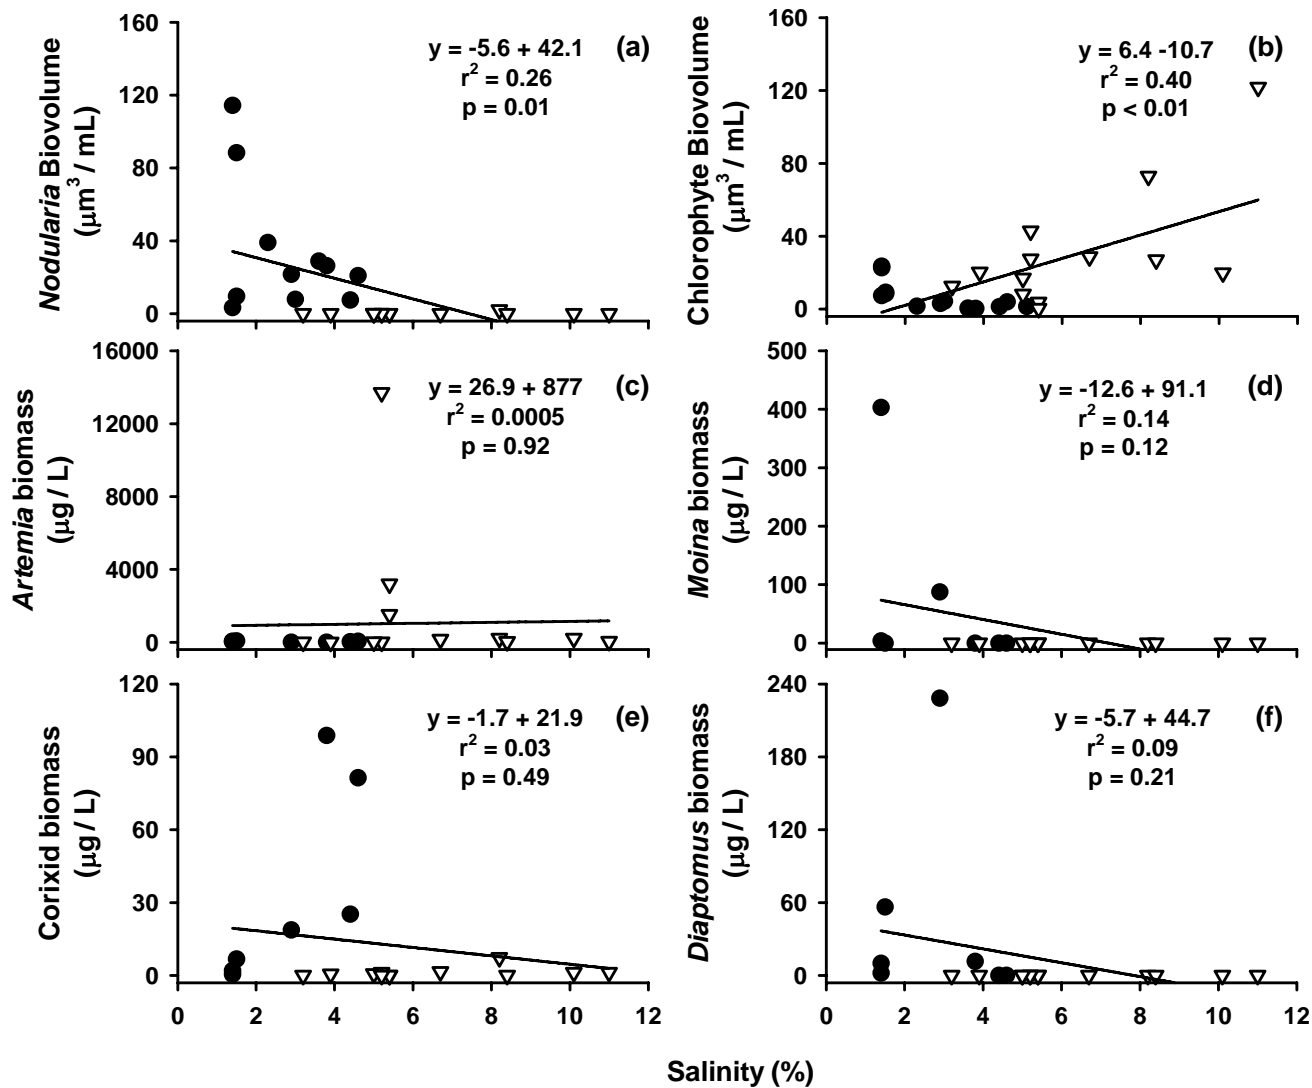 160
120
80
40
0
Nodularia Biovolume
(μm³ / mL)
y = -5.6 + 42.1
r² = 0.26
p = 0.01
(a)
160
120
80
40
0
Chlorophyte Biovolume
(μm³ / mL)
y = 6.4 -10.7
r² = 0.40
p < 0.01
(b)
16000
12000
8000
4000
0
Artemia biomass
(μg / L)
y = 26.9 + 877
r² = 0.0005
p = 0.92
(c)
500
400
300
200
100
0
Moina biomass
(μg / L)
y = -12.6 + 91.1
r² = 0.14
p = 0.12
(d)
120
90
60
30
0
Corixid biomass
(μg / L)
y = -1.7 + 21.9
r² = 0.03
p = 0.49
(e)
0 2 4 6 8 10 12
240
180
120
60
0
Diaptomus biomass
(μg / L)
y = -5.7 + 44.7
r² = 0.09
p = 0.21
(f)
0 2 4 6 8 10 12
Salinity (%)